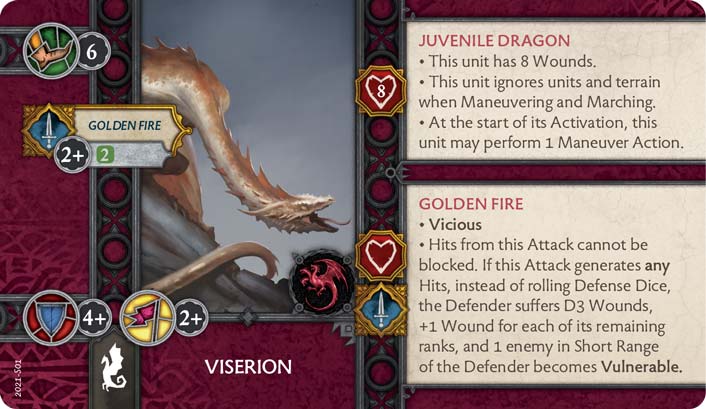 6
GOLDEN FIRE
2+ 2
4+ 2+
VISERION
2021-S01
8
JUVENILE DRAGON
• This unit has 8 Wounds.
• This unit ignores units and terrain
when Maneuvering and Marching.
• At the start of its Activation, this
unit may perform 1 Maneuver Action.
GOLDEN FIRE
• Vicious
• Hits from this Attack cannot be
blocked. If this Attack generates any
Hits, instead of rolling Defense Dice,
the Defender suffers D3 Wounds,
+1 Wound for each of its remaining
ranks, and 1 enemy in Short Range
of the Defender becomes Vulnerable.